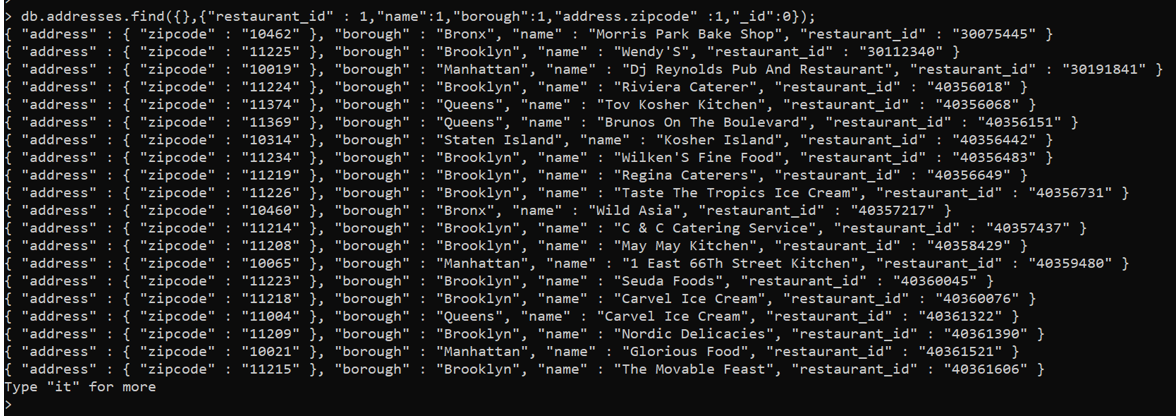 > db.addresses.find({},{"restaurant_id" : 1,"name":1,"borough":1,"address.zipcode" :1,"_id":0});
{ "address" : { "zipcode" : "10462" }, "borough" : "Bronx", "name" : "Morris Park Bake Shop", "restaurant_id" : "30075445" }
{ "address" : { "zipcode" : "11225" }, "borough" : "Brooklyn", "name" : "Wendy'S", "restaurant_id" : "30112340" }
{ "address" : { "zipcode" : "10019" }, "borough" : "Manhattan", "name" : "Dj Reynolds Pub And Restaurant", "restaurant_id" : "30191841" }
{ "address" : { "zipcode" : "11224" }, "borough" : "Brooklyn", "name" : "Riviera Caterer", "restaurant_id" : "40356018" }
{ "address" : { "zipcode" : "11374" }, "borough" : "Queens", "name" : "Tov Kosher Kitchen", "restaurant_id" : "40356068" }
{ "address" : { "zipcode" : "11369" }, "borough" : "Queens", "name" : "Brunos On The Boulevard", "restaurant_id" : "40356151" }
{ "address" : { "zipcode" : "10314" }, "borough" : "Staten Island", "name" : "Kosher Island", "restaurant_id" : "40356442" }
{ "address" : { "zipcode" : "11234" }, "borough" : "Brooklyn", "name" : "Wilken'S Fine Food", "restaurant_id" : "40356483" }
{ "address" : { "zipcode" : "11219" }, "borough" : "Brooklyn", "name" : "Regina Caterers", "restaurant_id" : "40356649" }
{ "address" : { "zipcode" : "11226" }, "borough" : "Brooklyn", "name" : "Taste The Tropics Ice Cream", "restaurant_id" : "40356731" }
{ "address" : { "zipcode" : "10460" }, "borough" : "Bronx", "name" : "Wild Asia", "restaurant_id" : "40357217" }
{ "address" : { "zipcode" : "11214" }, "borough" : "Brooklyn", "name" : "C & C Catering Service", "restaurant_id" : "40357437" }
{ "address" : { "zipcode" : "11208" }, "borough" : "Brooklyn", "name" : "May May Kitchen", "restaurant_id" : "40358429" }
{ "address" : { "zipcode" : "10065" }, "borough" : "Manhattan", "name" : "1 East 66Th Street Kitchen", "restaurant_id" : "40359480" }
{ "address" : { "zipcode" : "11223" }, "borough" : "Brooklyn", "name" : "Seuda Foods", "restaurant_id" : "40360045" }
{ "address" : { "zipcode" : "11218" }, "borough" : "Brooklyn", "name" : "Carvel Ice Cream", "restaurant_id" : "40360076" }
{ "address" : { "zipcode" : "11004" }, "borough" : "Queens", "name" : "Carvel Ice Cream", "restaurant_id" : "40361322" }
{ "address" : { "zipcode" : "11209" }, "borough" : "Brooklyn", "name" : "Nordic Delicacies", "restaurant_id" : "40361390" }
{ "address" : { "zipcode" : "10021" }, "borough" : "Manhattan", "name" : "Glorious Food", "restaurant_id" : "40361521" }
{ "address" : { "zipcode" : "11215" }, "borough" : "Brooklyn", "name" : "The Movable Feast", "restaurant_id" : "40361606" }
Type "it" for more
>